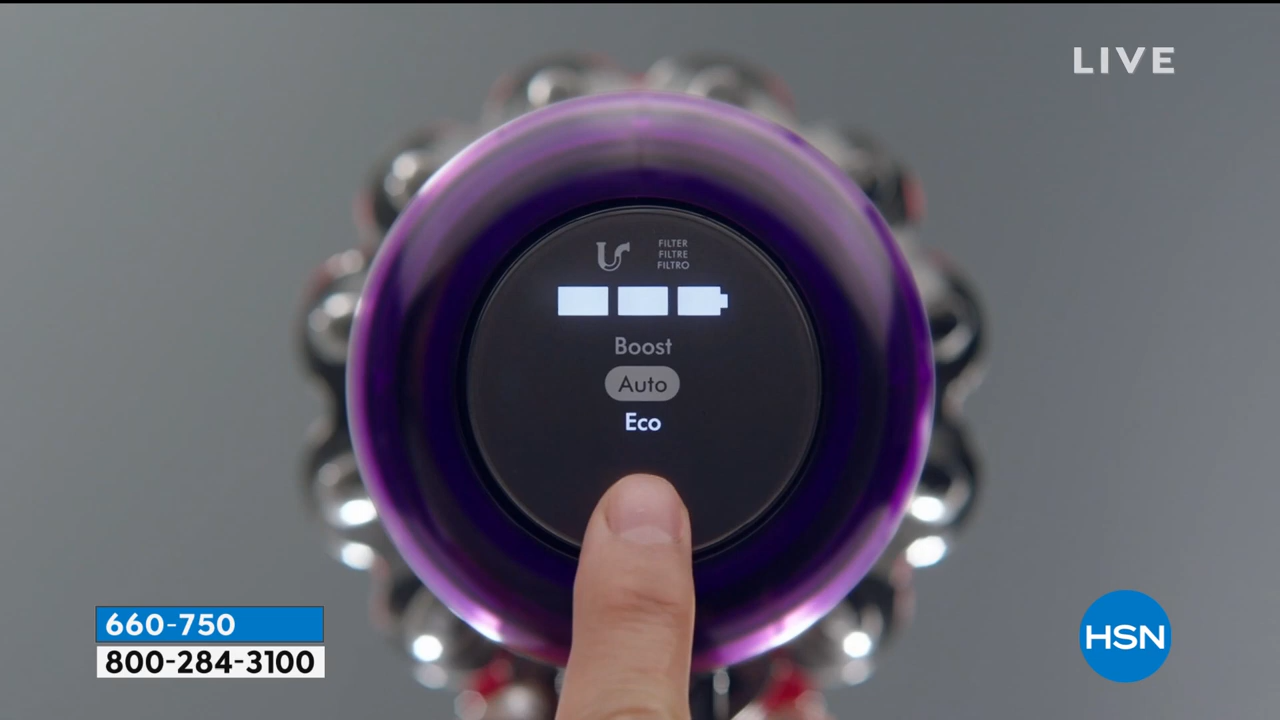 LIVE
FILTER
FILTRE
FILTRO
Boost
Auto
Eco
660-750
800-284-3100
HSN